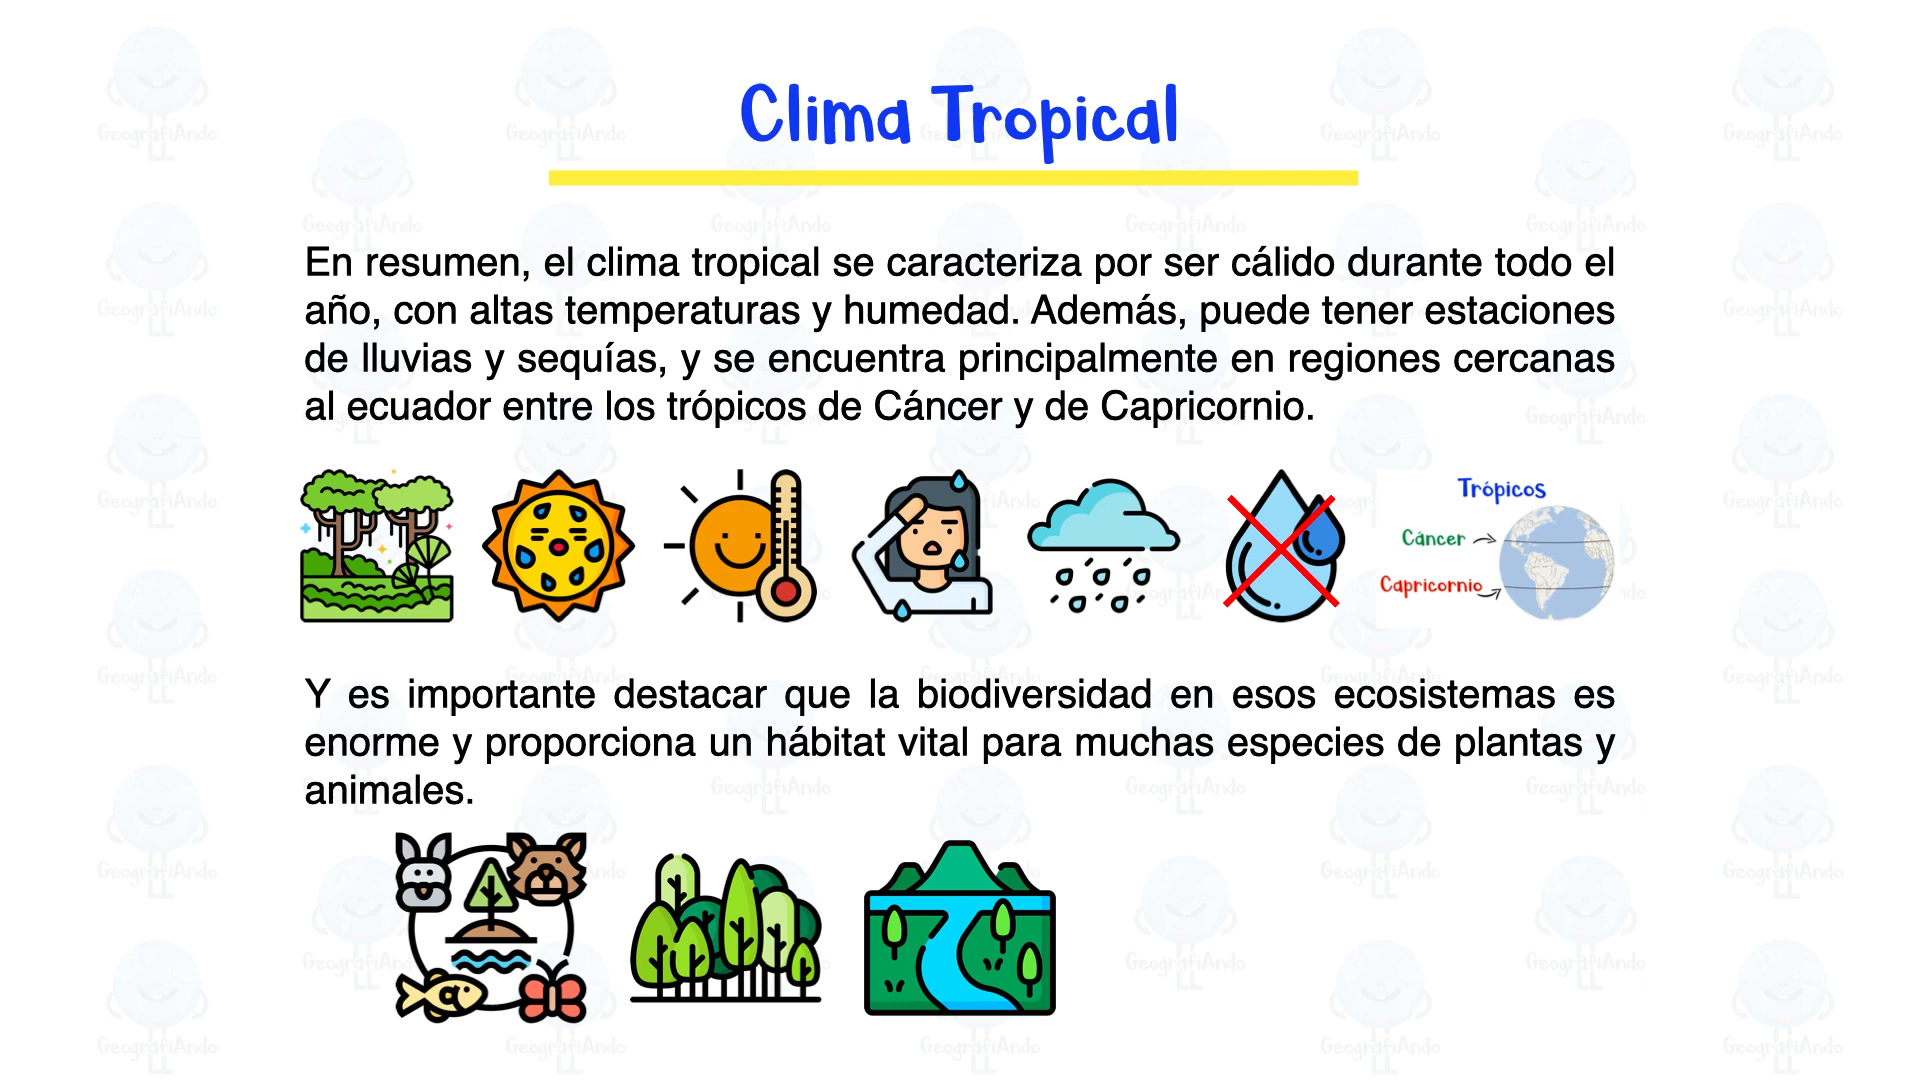 Clima Tropical
En resumen, el clima tropical se caracteriza por ser cálido durante todo el
año, con altas temperaturas y humedad. Además, puede tener estaciones
de lluvias y sequías, y se encuentra principalmente en regiones cercanas
al ecuador entre los trópicos de Cáncer y de Capricornio.
Trópicos
Cáncer
Capricornio
Y es importante destacar que la biodiversidad en esos ecosistemas es
enorme y proporciona un hábitat vital para muchas especies de plantas y
animales.
GeografiAndo